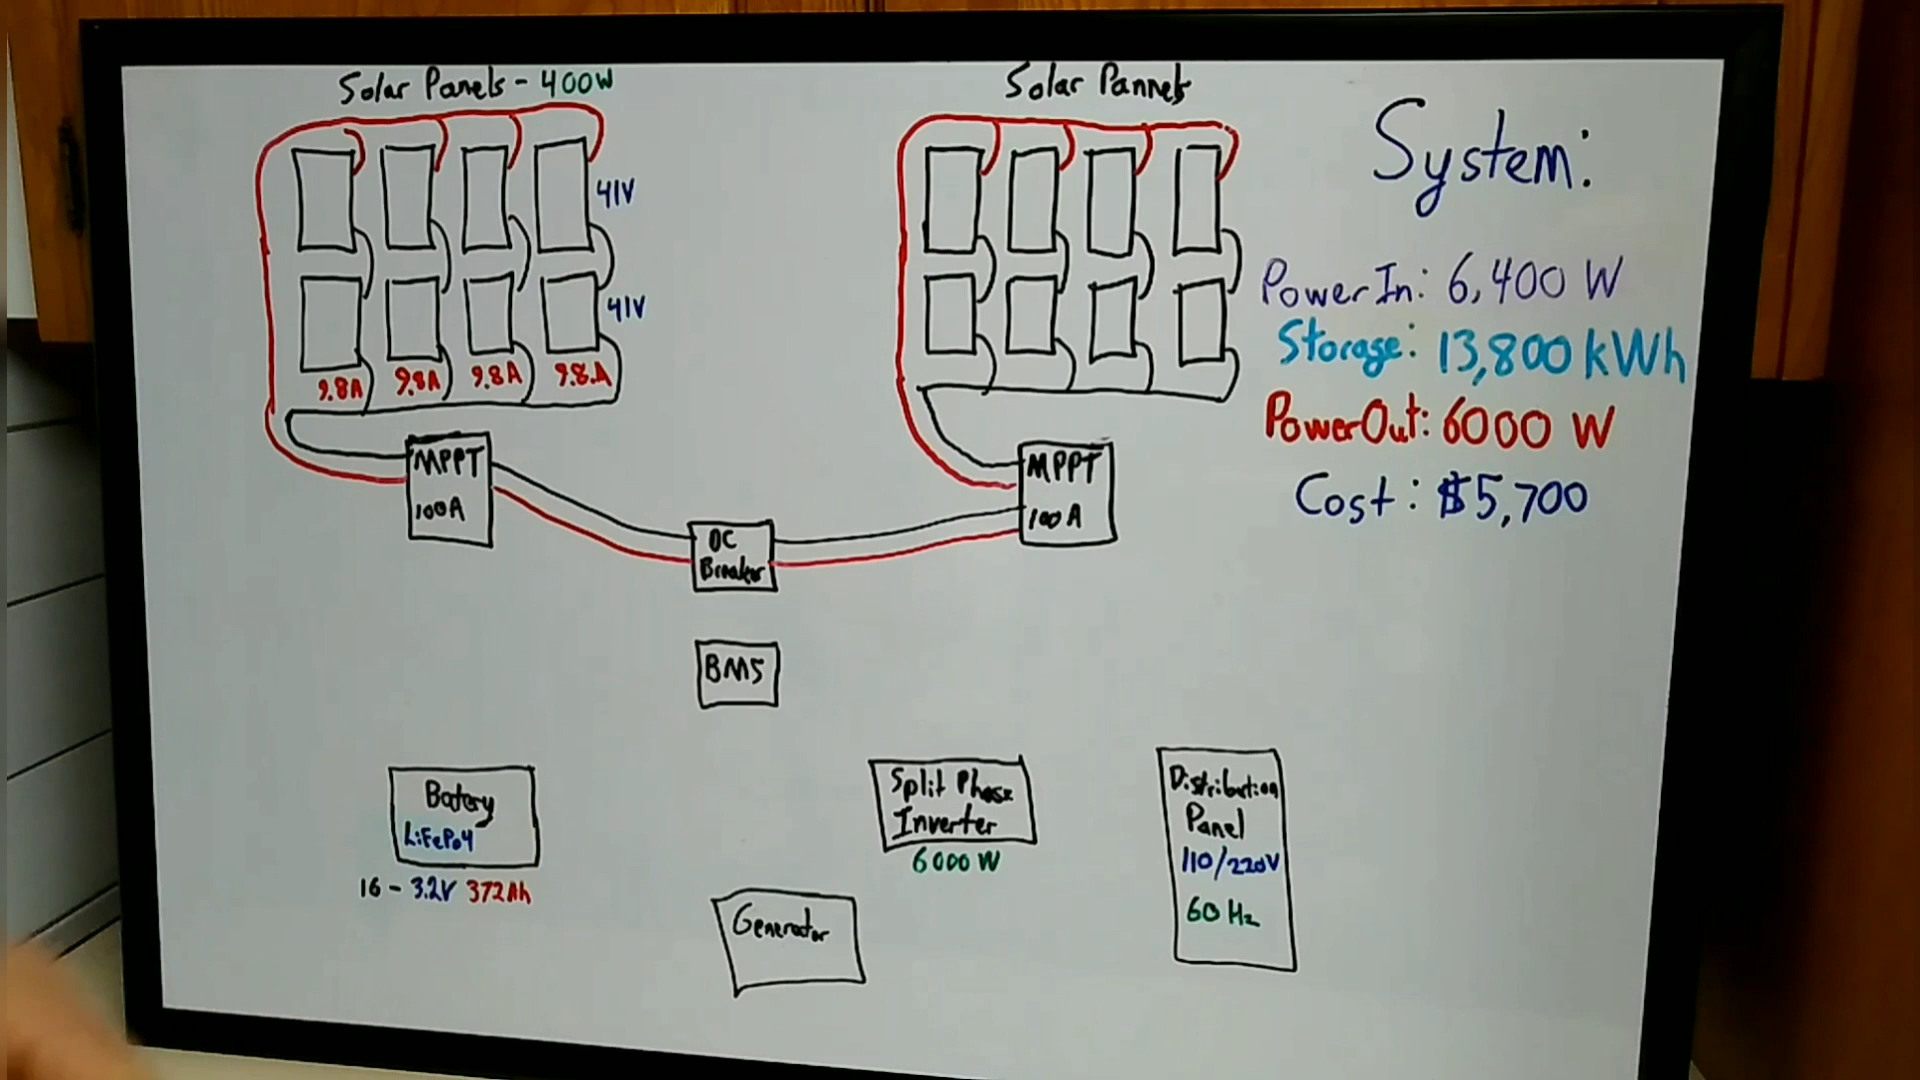 Solar Panels - 400W
41V
41V
9.8A 9.8A 9.8A 9.8A
MPPT
100A
Solar Pannels
MPPT
100A
DC
Breaker
BMS
System:
Power In: 6,400 W
Storage: 13,800 kWh
Power Out: 6000 W
Cost: $5,700
Battery
LiFePo4
16 - 3.2V 372Ah
Generator
Split Phase
Inverter
6000 W
Distribution
Panel
110/220V
60 Hz